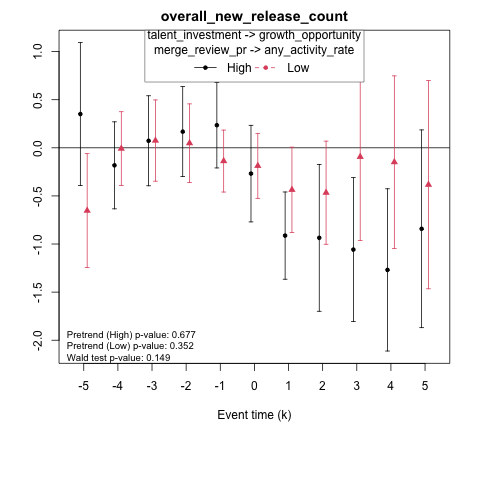 overall_new_release_count
talent_investment -> growth_opportunity
merge_review_pr -> any_activity_rate
High Low
1.0
0.5
0.0
-0.5
-1.0
-1.5
-2.0
Pretrend (High) p-value: 0.677
Pretrend (Low) p-value: 0.352
Wald test p-value: 0.149
-5 -4 -3 -2 -1 0 1 2 3 4 5
Event time (k)